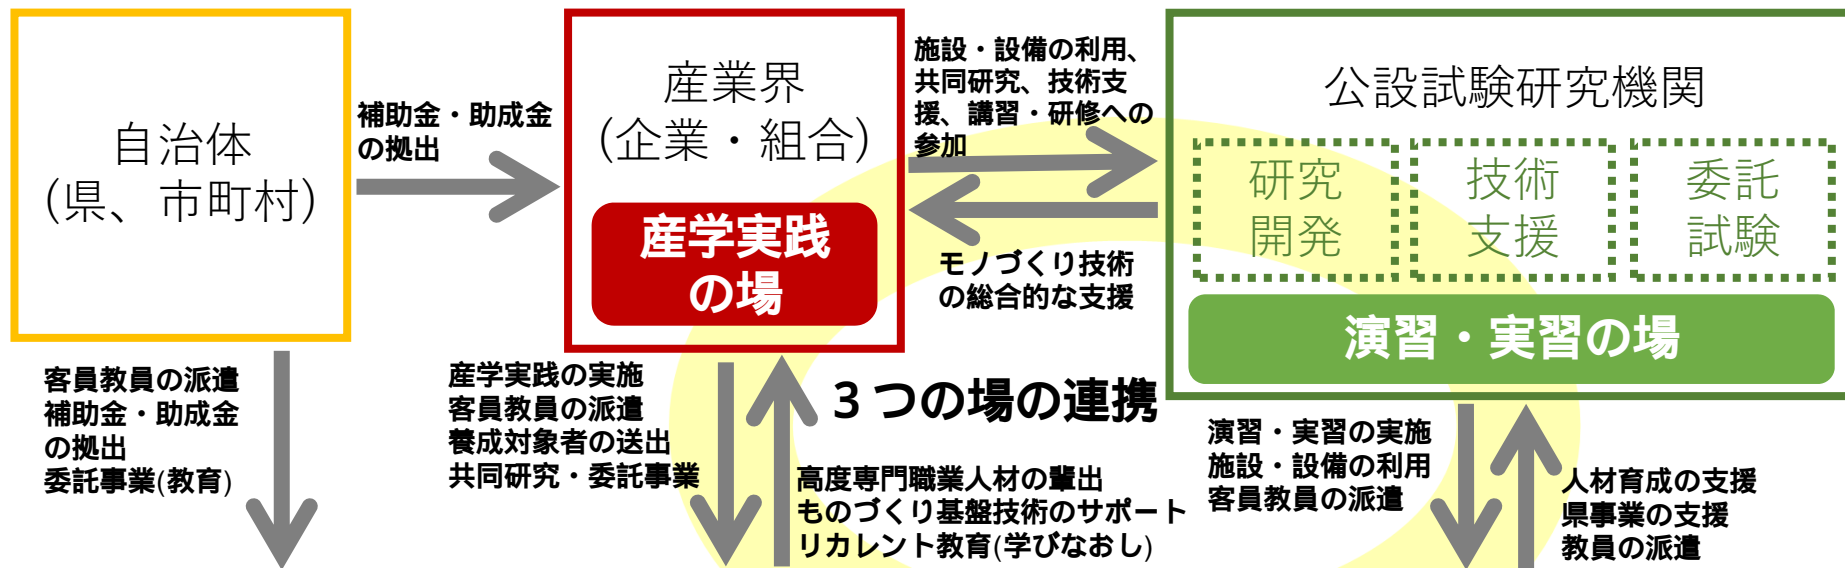 自治体
(県、市町村)
補助金・助成金
の拠出
産業界
(企業・組合)
産学実践
の場
施設・設備の利用、
共同研究、技術支
援、講習・研修への
参加
モノづくり技術
の総合的な支援
公設試験研究機関
研究
開発
技術
支援
委託
試験
演習・実習の場
客員教員の派遣
補助金・助成金
の拠出
委託事業(教育)
産学実践の実施
客員教員の派遣
養成対象者の送出
共同研究・委託事業
３つの場の連携
高度専門職業人材の輩出
ものづくり基盤技術のサポート
リカレント教育(学びなおし)
演習・実習の実施
施設・設備の利用
客員教員の派遣
人材育成の支援
県事業の支援
教員の派遣